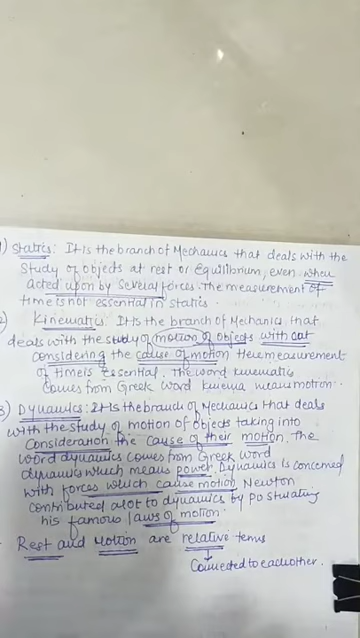 1) Statics: It is the branch of Mechanics that deals with the
study of objects at rest or Equilibrium, even when
acted upon by several forces. The measurement of
time is not essential in statics.
Kinematics: It is the branch of Mechanics that
deals with the study of motion of objects with out
considering the cause of motion Here measurement
of time is Essential. The word kinematic
comes from Greek word kinema means motion.
3) Dynamics: It is the branch of Mechanics that deals
with the study of motion of objects taking into
Consideration the cause of their motion. The
word dynamics comes from Greek word
dynamis which means power. Dynamics is concerned
with forces which cause motion Newton
contributed a lot to dynamics by postulating
his famous laws of motion.
Rest and Motion are relative terms
Connected to each other.